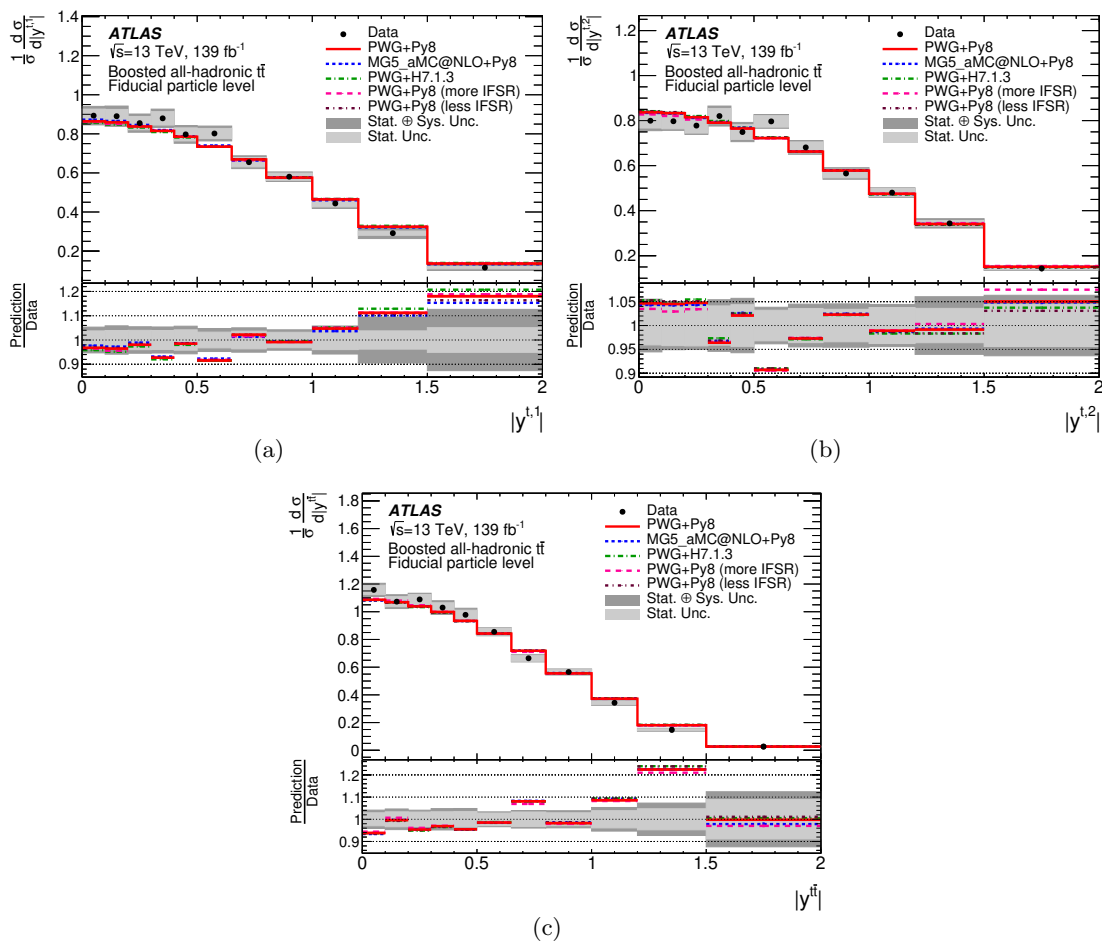 1/σ dσ/d|y^{t,1}|
1.4
1.2
1
0.8
0.6
0.4
0.2
ATLAS
√s=13 TeV, 139 fb⁻¹
Boosted all-hadronic tt̄
Fiducial particle level
Data
PWG+Py8
MG5_aMC@NLO+Py8
PWG+H7.1.3
PWG+Py8 (more IFSR)
PWG+Py8 (less IFSR)
Stat. ⊕ Sys. Unc.
Stat. Unc.
Prediction
Data
1.2
1.1
1
0.9
0 0.5 1 1.5 2
|y^{t,1}|
(a)
1/σ dσ/d|y^{t,2}|
1.2
1
0.8
0.6
0.4
0.2
ATLAS
√s=13 TeV, 139 fb⁻¹
Boosted all-hadronic tt̄
Fiducial particle level
Data
PWG+Py8
MG5_aMC@NLO+Py8
PWG+H7.1.3
PWG+Py8 (more IFSR)
PWG+Py8 (less IFSR)
Stat. ⊕ Sys. Unc.
Stat. Unc.
Prediction
Data
1.05
1
0.95
0.9
0 0.5 1 1.5 2
|y^{t,2}|
(b)
1/σ dσ/d|y^{tt̄}|
1.8
1.6
1.4
1.2
1
0.8
0.6
0.4
0.2
0
ATLAS
√s=13 TeV, 139 fb⁻¹
Boosted all-hadronic tt̄
Fiducial particle level
Data
PWG+Py8
MG5_aMC@NLO+Py8
PWG+H7.1.3
PWG+Py8 (more IFSR)
PWG+Py8 (less IFSR)
Stat. ⊕ Sys. Unc.
Stat. Unc.
Prediction
Data
1.2
1.1
1
0.9
0 0.5 1 1.5 2
|y^{tt̄}|
(c)